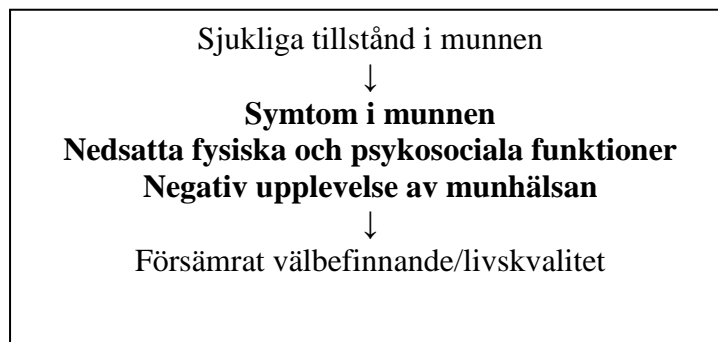 Sjukliga tillstånd i munnen
↓
Symtom i munnen
Nedsatta fysiska och psykosociala funktioner
Negativ upplevelse av munhälsan
↓
Försämrat välbefinnande/livskvalitet